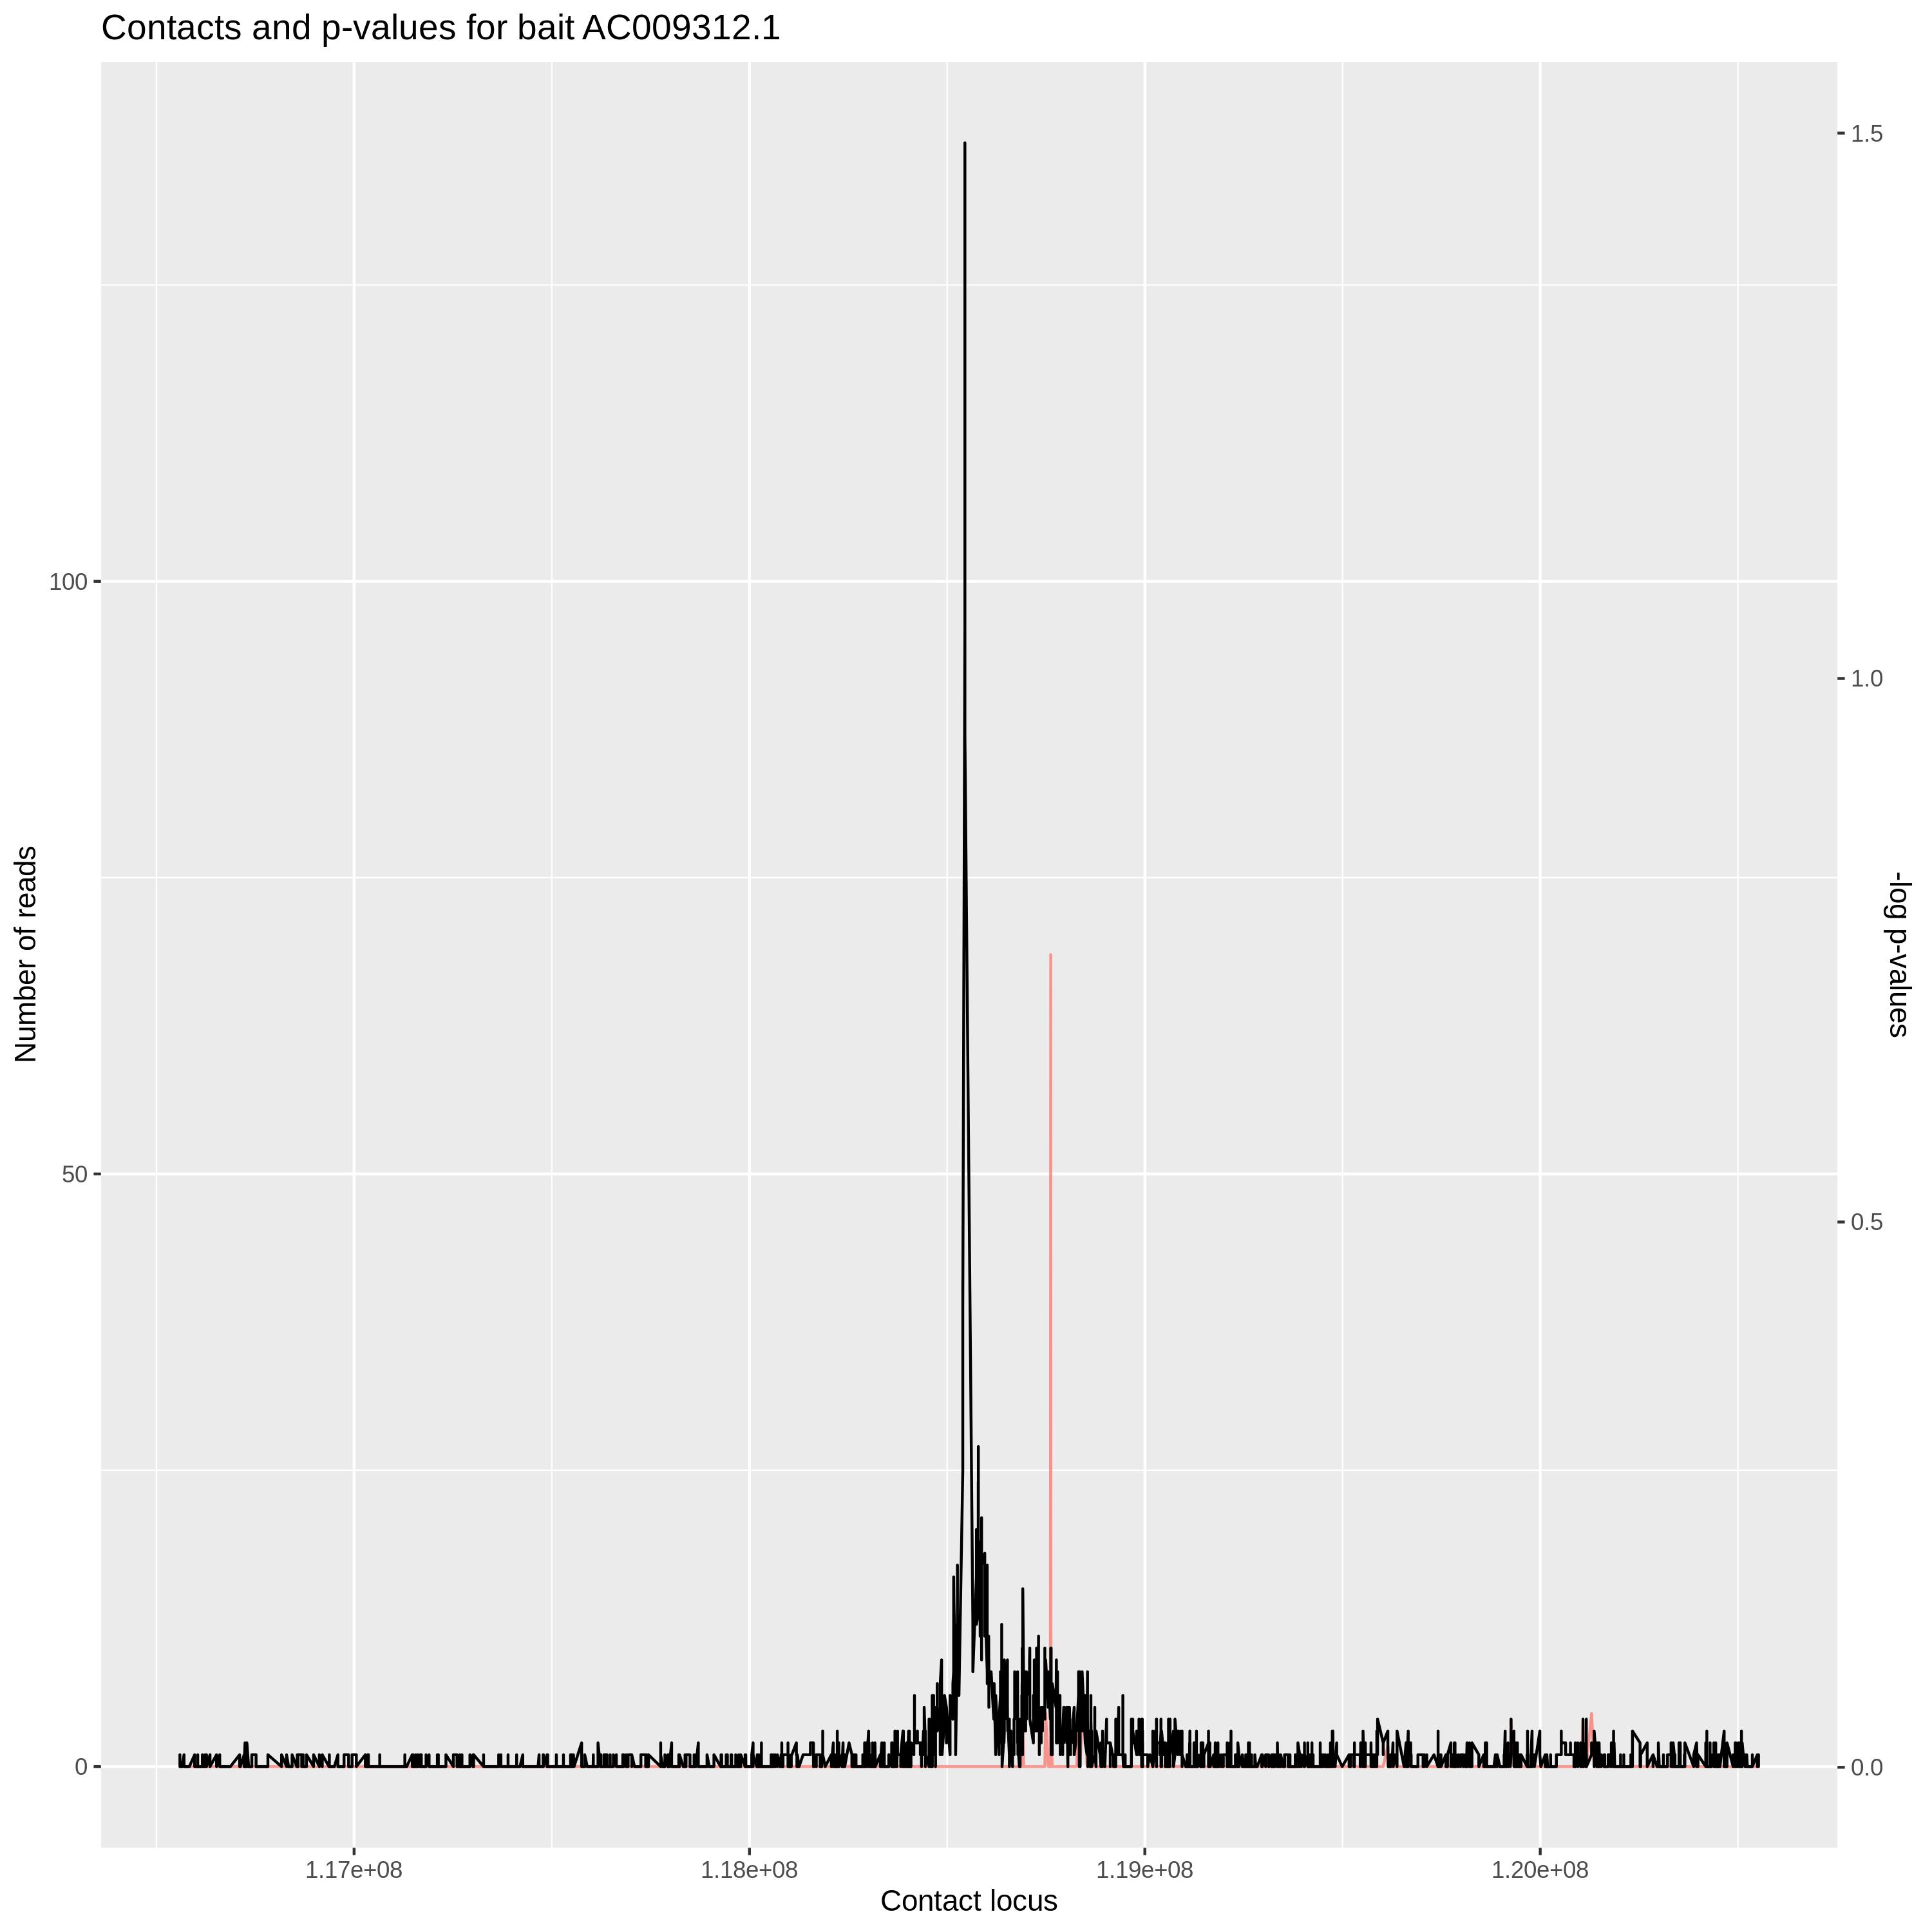 Contacts and p-values for bait AC009312.1
Number of reads
100
50
0
1.5
1.0
0.5
0.0
-log p-values
1.17e+08
1.18e+08
1.19e+08
1.20e+08
Contact locus